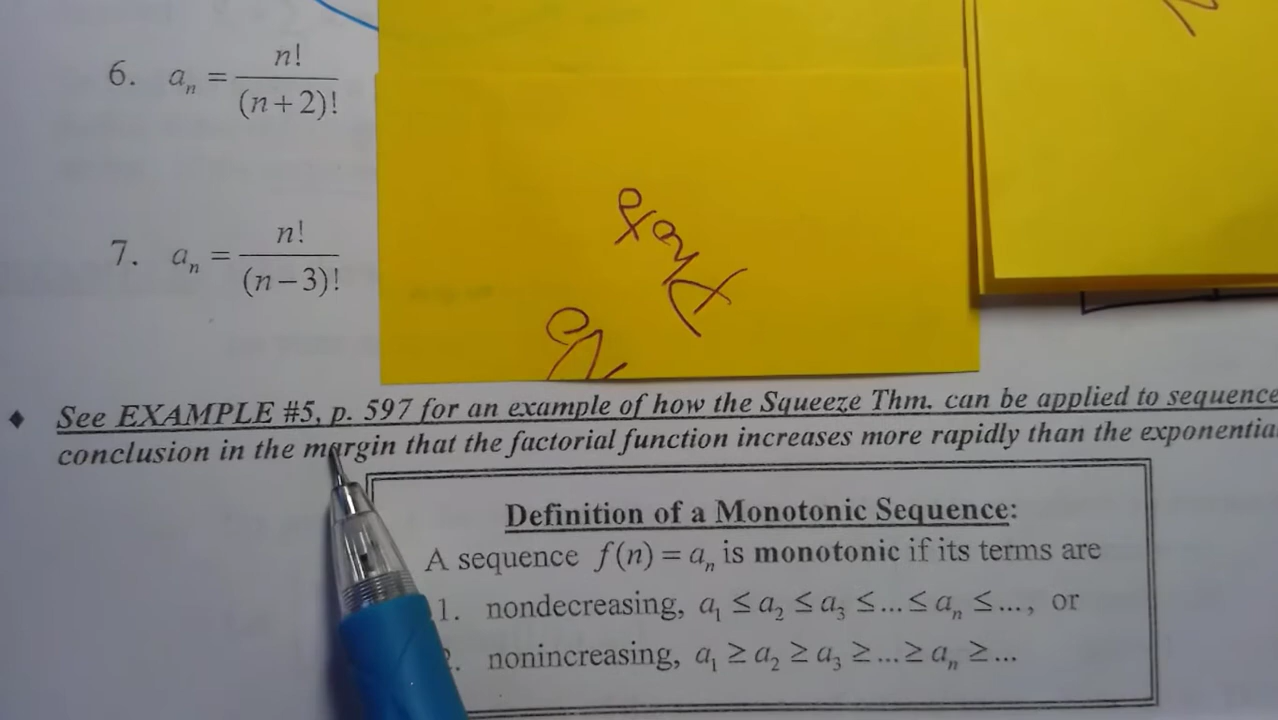 6. aₙ = n! / (n+2)!
7. aₙ = n! / (n−3)!
♦ See EXAMPLE #5, p. 597 for an example of how the Squeeze Thm. can be applied to sequence
conclusion in the margin that the factorial function increases more rapidly than the exponentia
Definition of a Monotonic Sequence:
A sequence f(n) = aₙ is monotonic if its terms are
1. nondecreasing, a₁ ≤ a₂ ≤ a₃ ≤ ... ≤ aₙ ≤ ..., or
. nonincreasing, a₁ ≥ a₂ ≥ a₃ ≥ ... ≥ aₙ ≥ ...